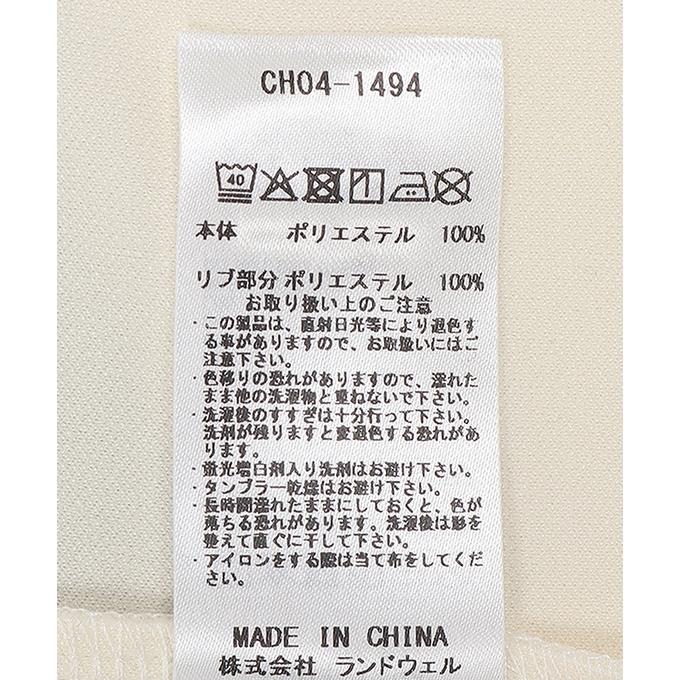 CH04-1494
40
本体 ポリエステル 100%
リブ部分 ポリエステル 100%
お取り扱い上のご注意
・この製品は、直射日光等により退色す
る事がありますので、お取扱いにはご
注意下さい。
・色移りの恐れがありますので、濡れた
まま他の洗濯物と重ねないで下さい。
・洗濯後のすすぎは十分行って下さい。
洗剤が残りますと変退色する恐れがあ
ります。
・蛍光増白剤入り洗剤はお避け下さい。
・タンブラー乾燥はお避け下さい。
・長時間濡れたままにしておくと、色が
落ちる恐れがあります。洗濯後は形を
整えて直ぐに干して下さい。
・アイロンをする際は当て布をしてくだ
さい。
MADE IN CHINA
株式会社 ランドウェル